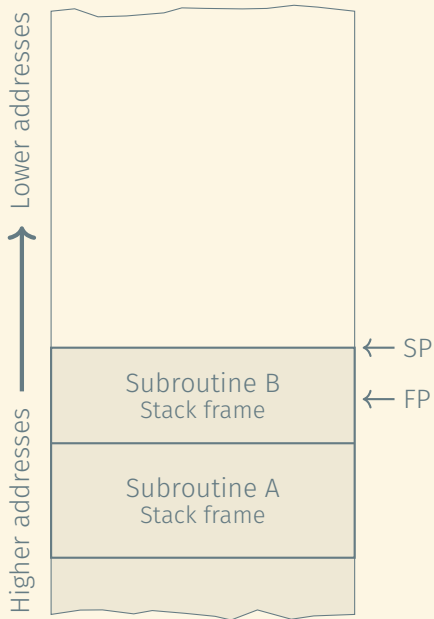 Lower addresses
SP
Subroutine B
Stack frame
FP
Higher addresses
Subroutine A
Stack frame